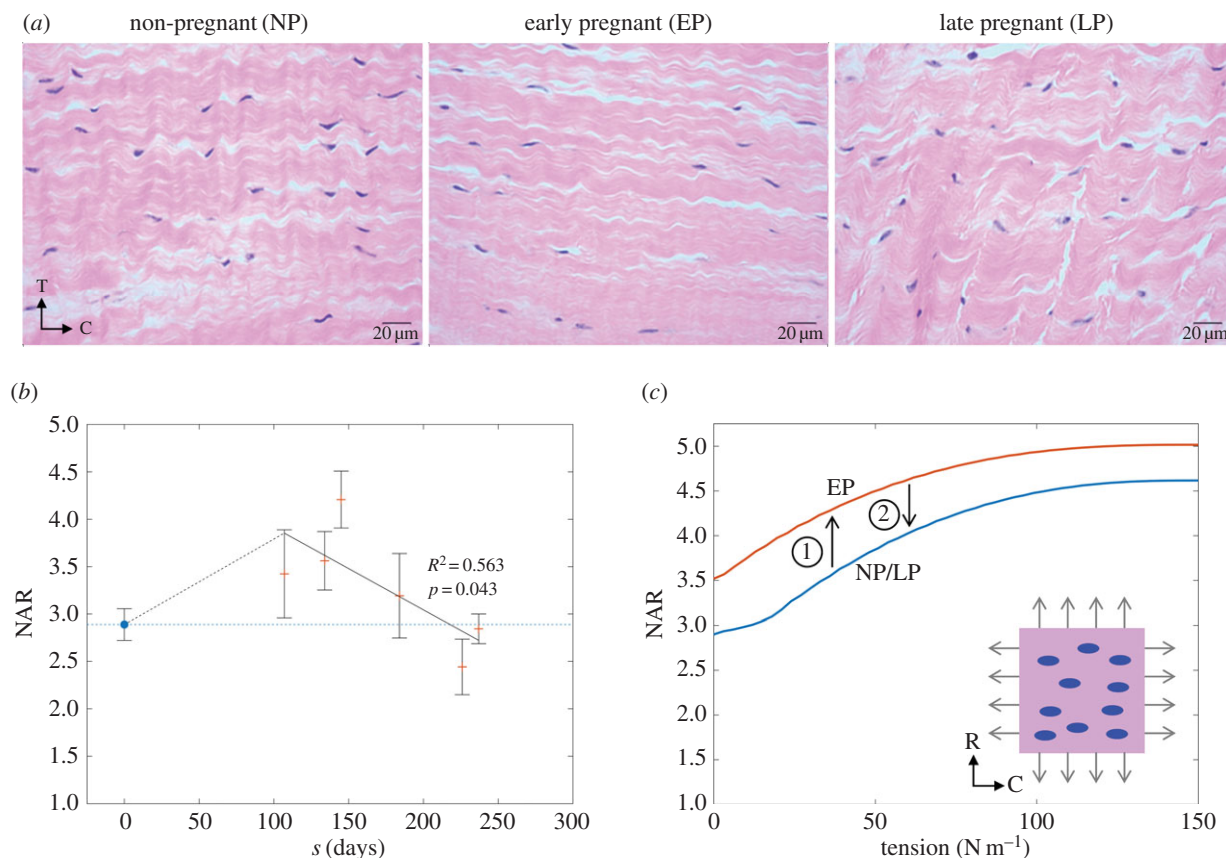 (a)
non-pregnant (NP)
early pregnant (EP)
late pregnant (LP)
T
C
20 µm
20 µm
20 µm
(b)
5.0
4.5
4.0
3.5
3.0
2.5
2.0
1.5
1.0
NAR
R² = 0.563
p = 0.043
0
50
100
150
200
250
300
s (days)
(c)
5.0
4.5
4.0
3.5
3.0
2.5
2.0
1.5
1.0
NAR
EP
1
2
NP/LP
R
C
0
50
100
150
tension (N m⁻¹)